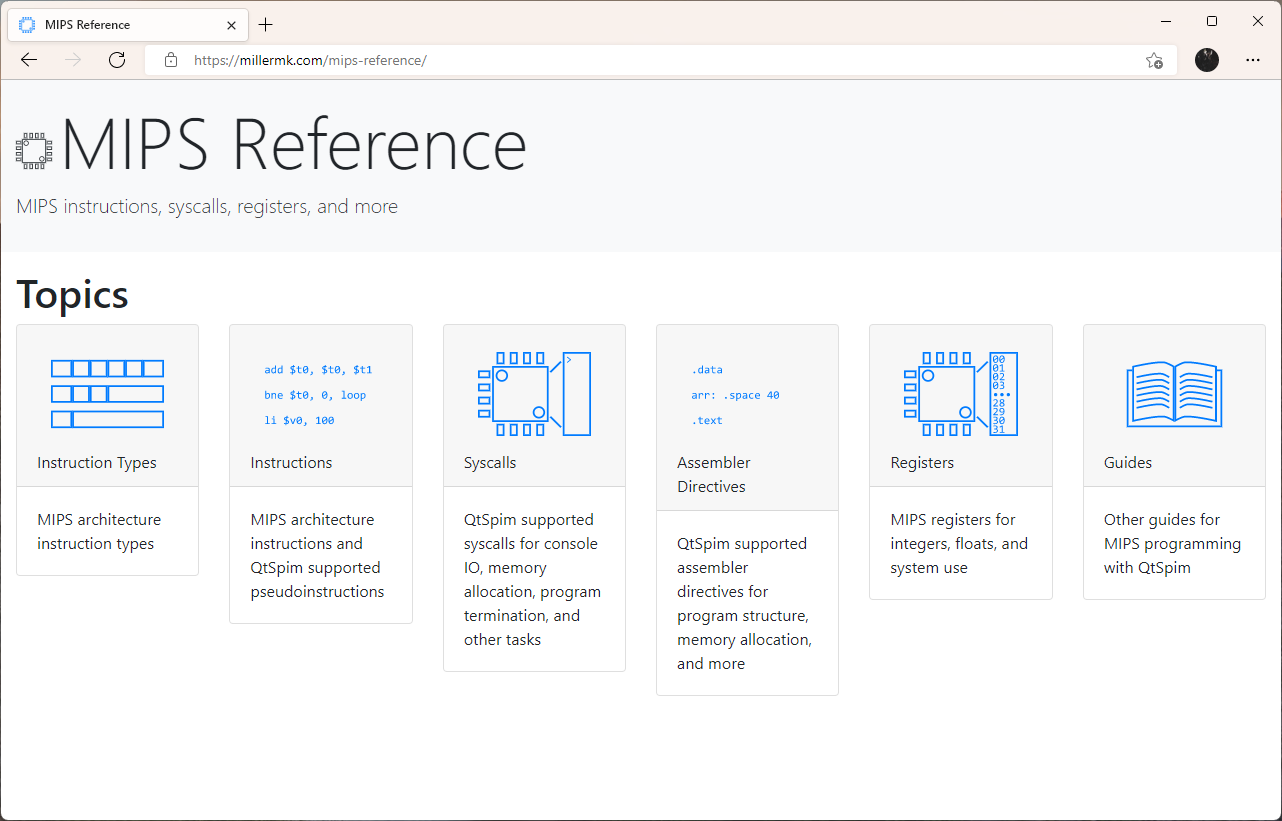 MIPS Reference
https://millermk.com/mips-reference/
MIPS Reference
MIPS instructions, syscalls, registers, and more
Topics
Instruction Types
MIPS architecture
instruction types
add $t0, $t0, $t1
bne $t0, 0, loop
li $v0, 100
Instructions
MIPS architecture
instructions and
QtSpim supported
pseudoinstructions
>
Syscalls
QtSpim supported
syscalls for console
IO, memory
allocation, program
termination, and
other tasks
.data
arr: .space 40
.text
Assembler
Directives
QtSpim supported
assembler
directives for
program structure,
memory allocation,
and more
00
01
02
03
•••
28
29
30
31
Registers
MIPS registers for
integers, floats, and
system use
Guides
Other guides for
MIPS programming
with QtSpim